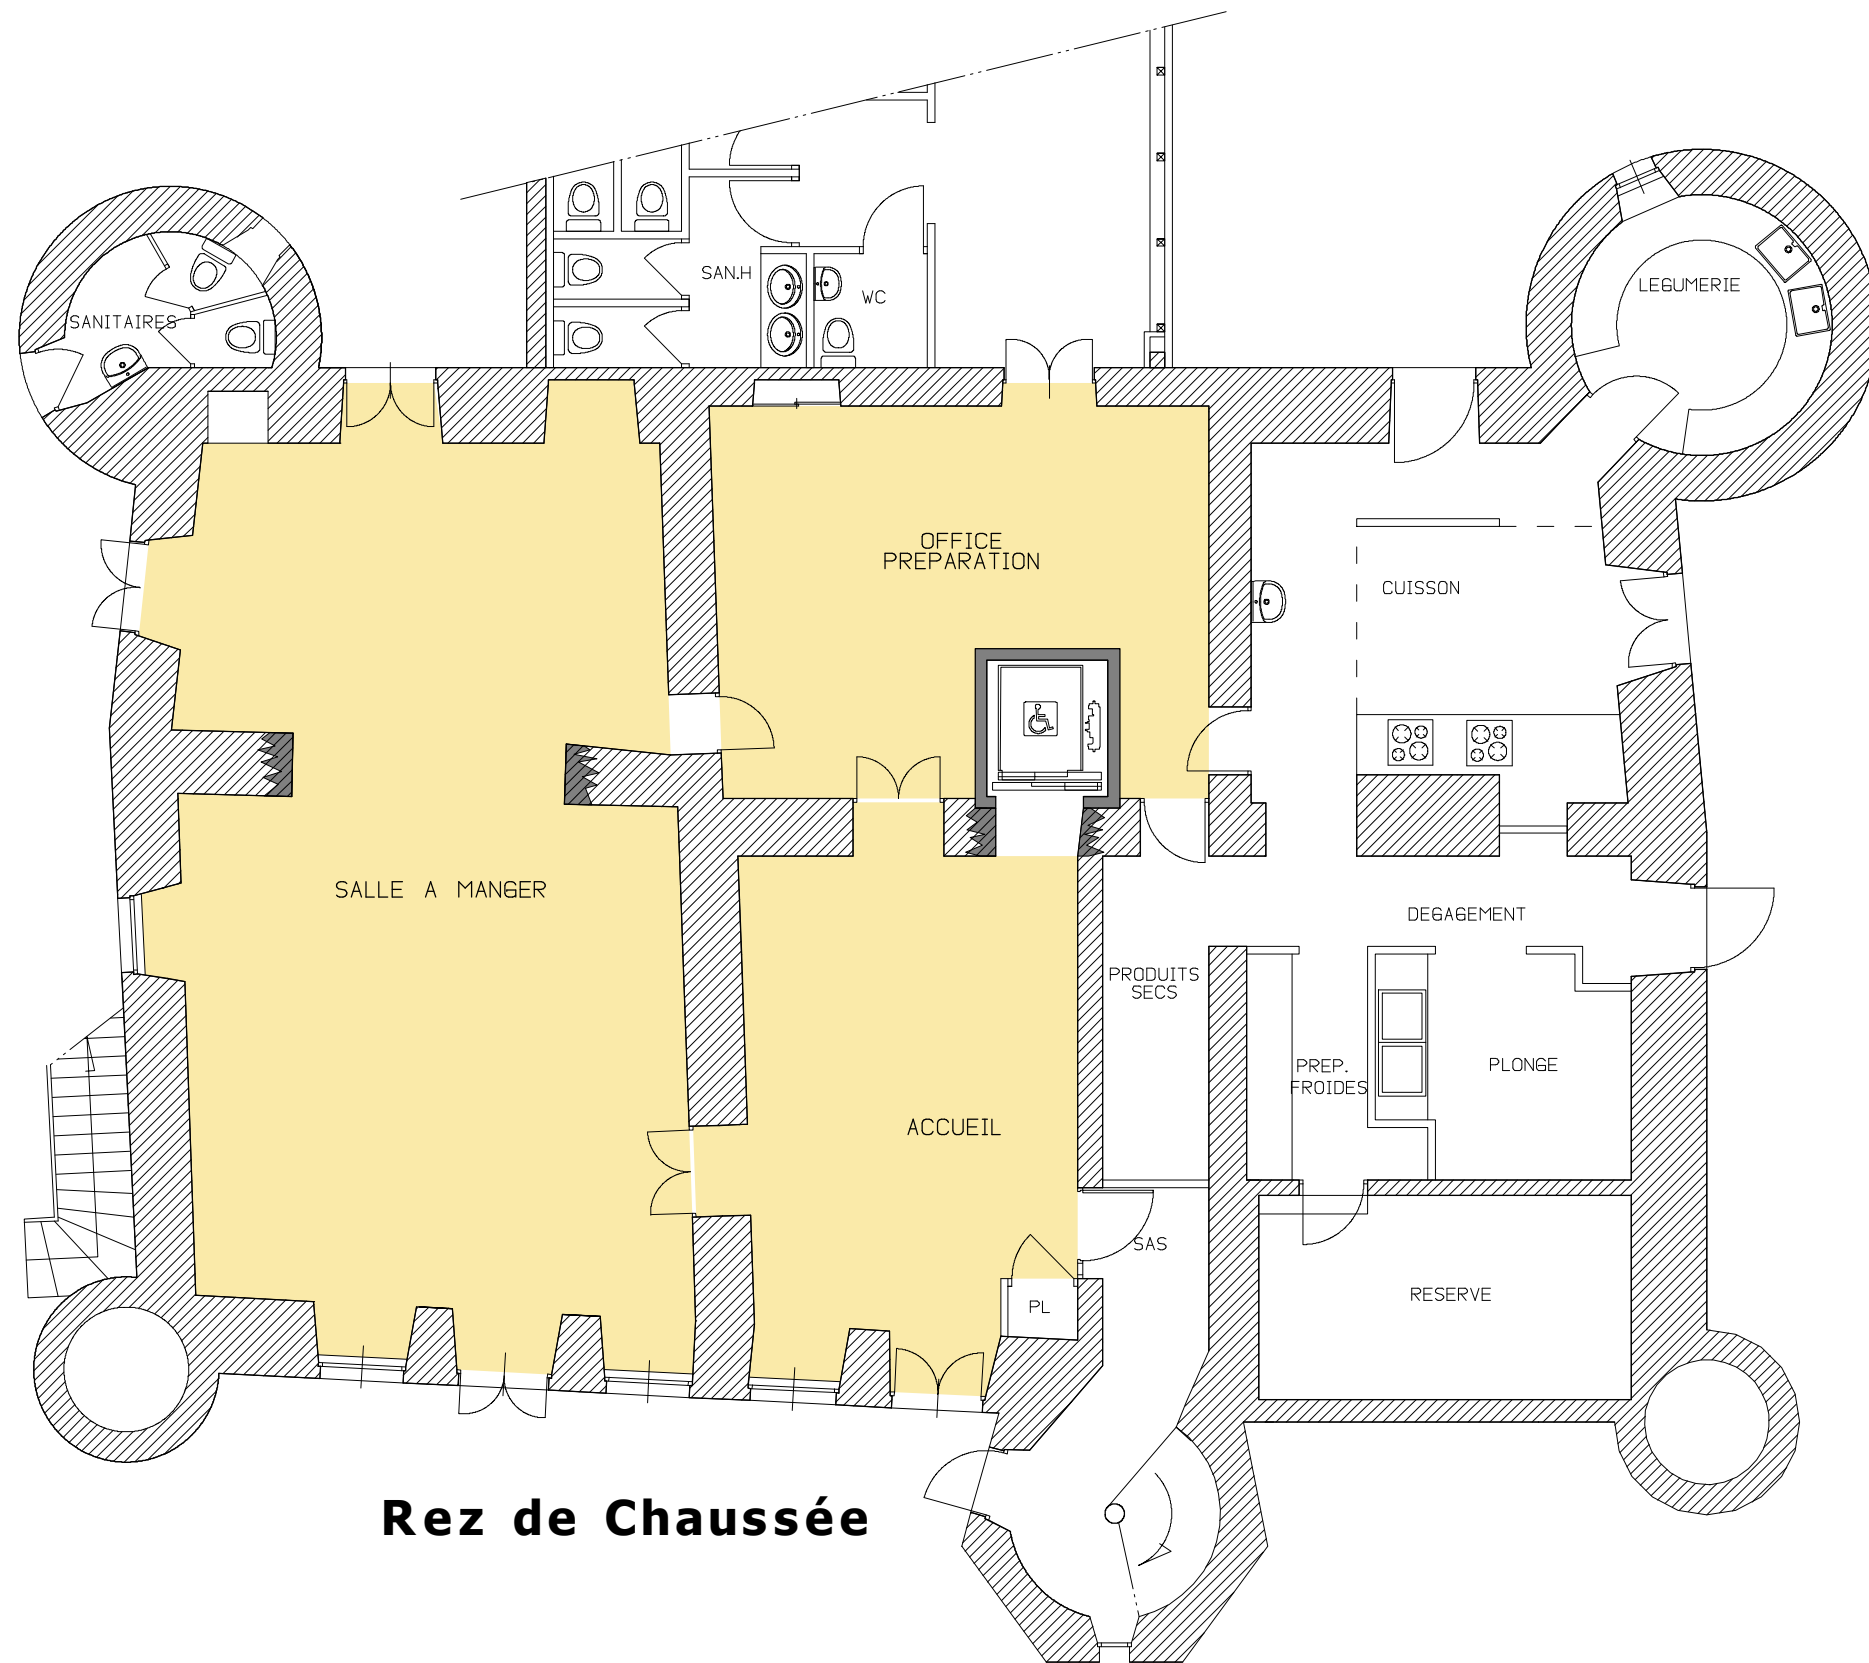 SAN.H
WC
LEGUMERIE
SANITAIRES
OFFICE
PREPARATION
CUISSON
SALLE A MANGER
DEGAGEMENT
PRODUITS
SECS
PREP.
FROIDES
PLONGE
ACCUEIL
SAS
RESERVE
PL
Rez de Chaussée